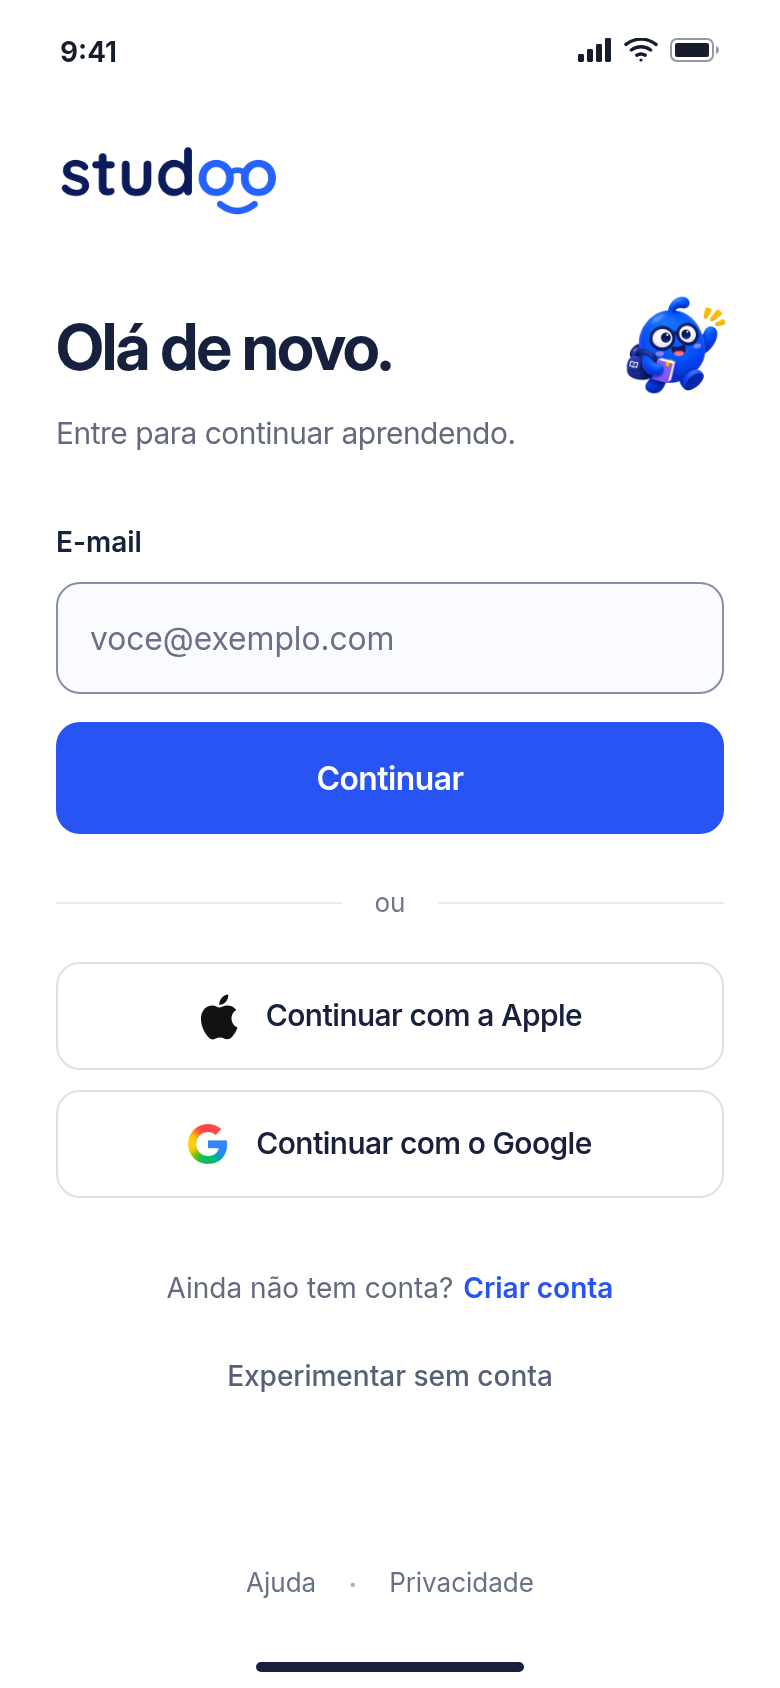 9:41
studoo
Olá de novo.
Entre para continuar aprendendo.
E-mail
voce@exemplo.com
Continuar
ou
Continuar com a Apple
Continuar com o Google
Ainda não tem conta? Criar conta
Experimentar sem conta
Ajuda · Privacidade